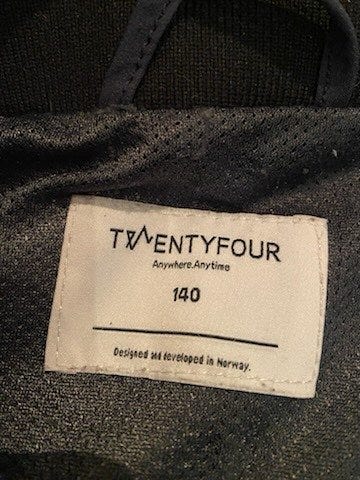 TWENTYFOUR
Anywhere.Anytime
140
Designed and developed in Norway.